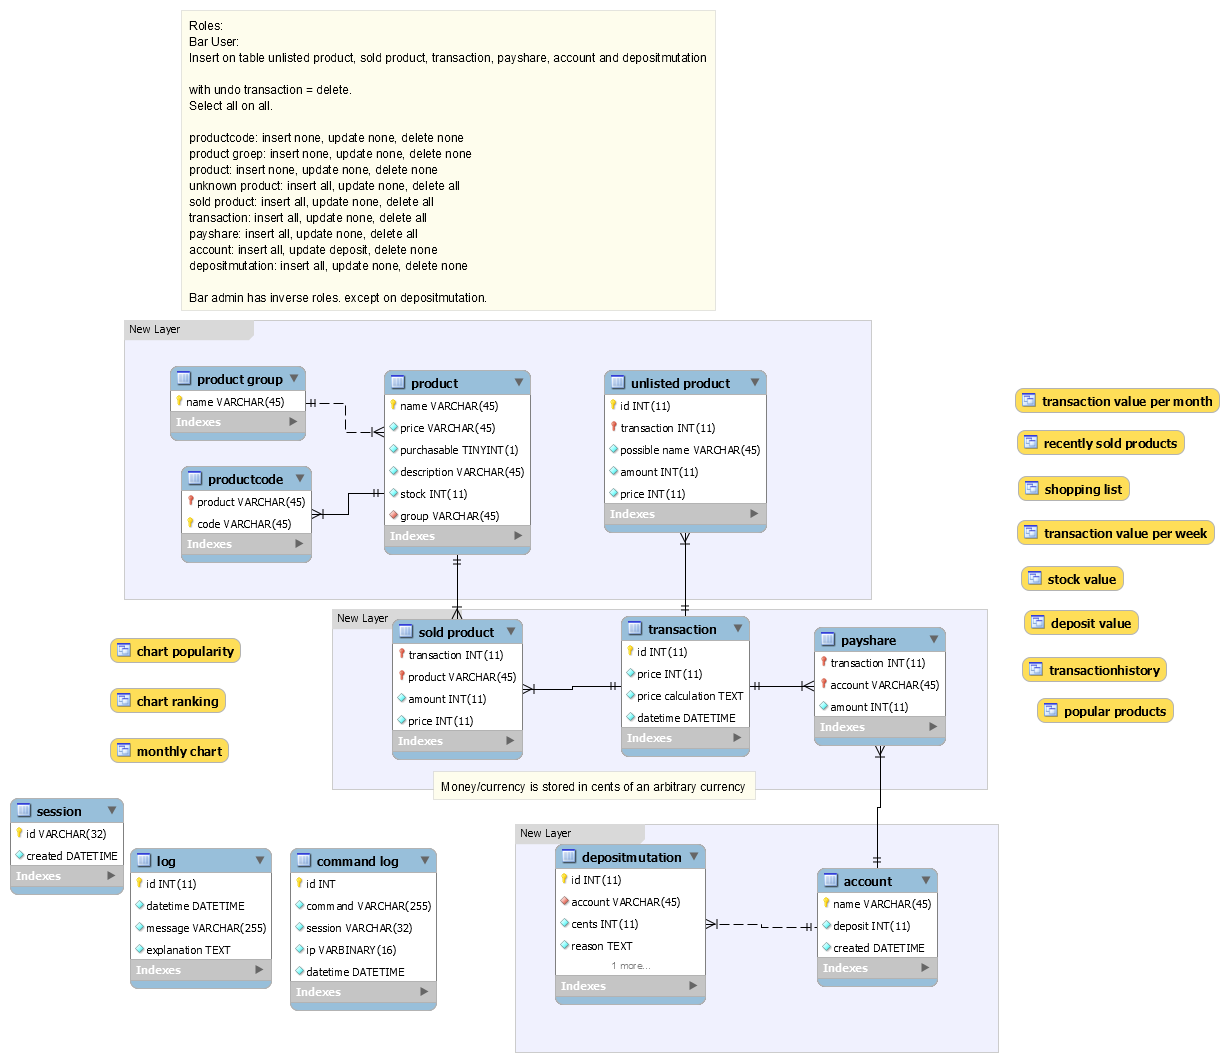 Roles:
Bar User:
Insert on table unlisted product, sold product, transaction, payshare, account and depositmutation
with undo transaction = delete.
Select all on all.
productcode: insert none, update none, delete none
product groep: insert none, update none, delete none
product: insert none, update none, delete none
unknown product: insert all, update none, delete all
sold product: insert all, update none, delete all
transaction: insert all, update none, delete all
payshare: insert all, update none, delete all
account: insert all, update deposit, delete none
depositmutation: insert all, update none, delete none
Bar admin has inverse roles. except on depositmutation.
New Layer
product group
name VARCHAR(45)
Indexes
productcode
product VARCHAR(45)
code VARCHAR(45)
Indexes
product
name VARCHAR(45)
price VARCHAR(45)
purchasable TINYINT(1)
description VARCHAR(45)
stock INT(11)
group VARCHAR(45)
Indexes
unlisted product
id INT(11)
transaction INT(11)
possible name VARCHAR(45)
amount INT(11)
price INT(11)
Indexes
transaction value per month
recently sold products
shopping list
transaction value per week
stock value
deposit value
transactionhistory
popular products
chart popularity
chart ranking
monthly chart
New Layer
sold product
transaction INT(11)
product VARCHAR(45)
amount INT(11)
price INT(11)
Indexes
transaction
id INT(11)
price INT(11)
price calculation TEXT
datetime DATETIME
Indexes
payshare
transaction INT(11)
account VARCHAR(45)
amount INT(11)
Indexes
Money/currency is stored in cents of an arbitrary currency
session
id VARCHAR(32)
created DATETIME
Indexes
log
id INT(11)
datetime DATETIME
message VARCHAR(255)
explanation TEXT
Indexes
command log
id INT
command VARCHAR(255)
session VARCHAR(32)
ip VARBINARY(16)
datetime DATETIME
Indexes
New Layer
depositmutation
id INT(11)
account VARCHAR(45)
cents INT(11)
reason TEXT
1 more...
Indexes
account
name VARCHAR(45)
deposit INT(11)
created DATETIME
Indexes